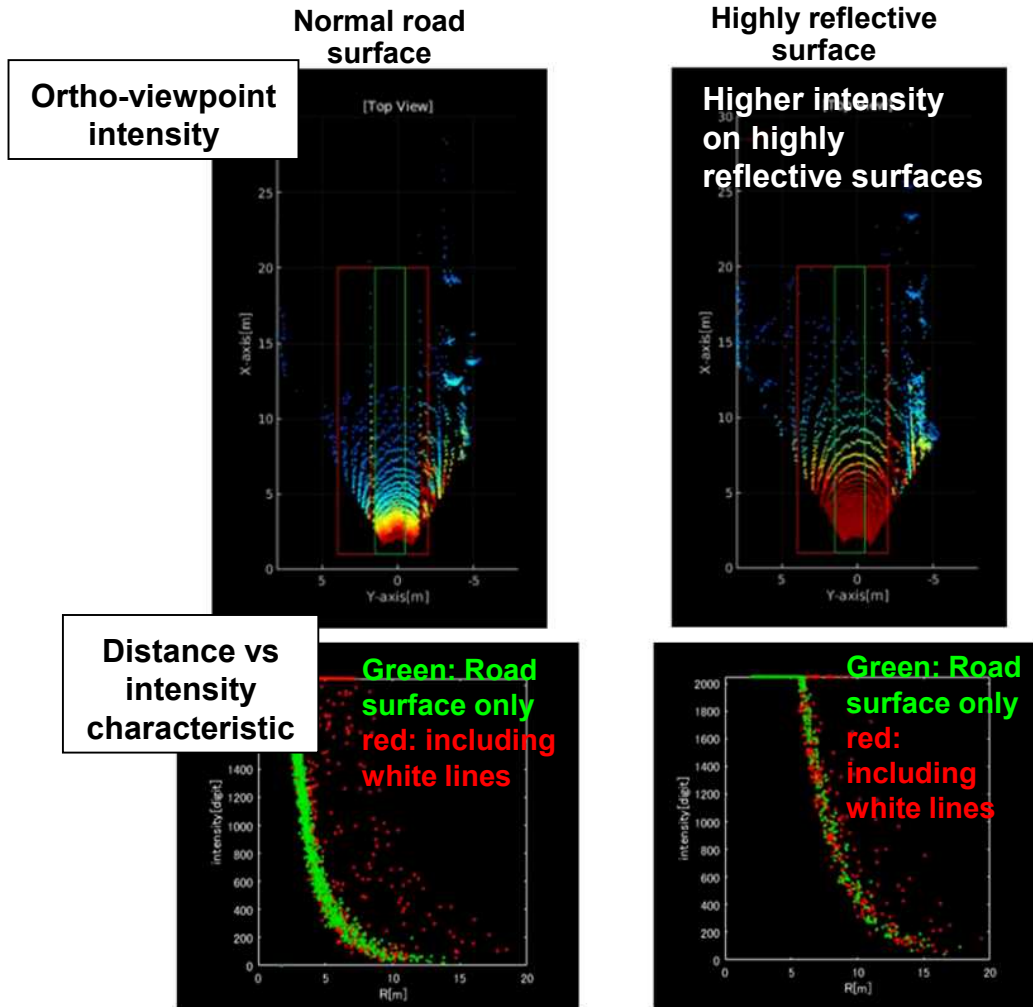 Normal road
surface
Highly reflective
surface
Ortho-viewpoint
intensity
[Top View]
25
20
15
10
5
0
X-axis[m]
5
0
-5
Y-axis[m]
Higher intensity
on highly
reflective surfaces
30
25
20
15
10
5
0
X-axis[m]
5
0
-5
Y-axis[m]
Distance vs
intensity
characteristic
Green: Road
surface only
red: including
white lines
1400
1200
1000
800
600
400
200
0
intensity[digit]
0
5
10
15
20
R[m]
Green: Road
surface only
red:
including
white lines
2000
1800
1600
1400
1200
1000
800
600
400
200
0
intensity[digit]
0
5
10
15
20
R[m]